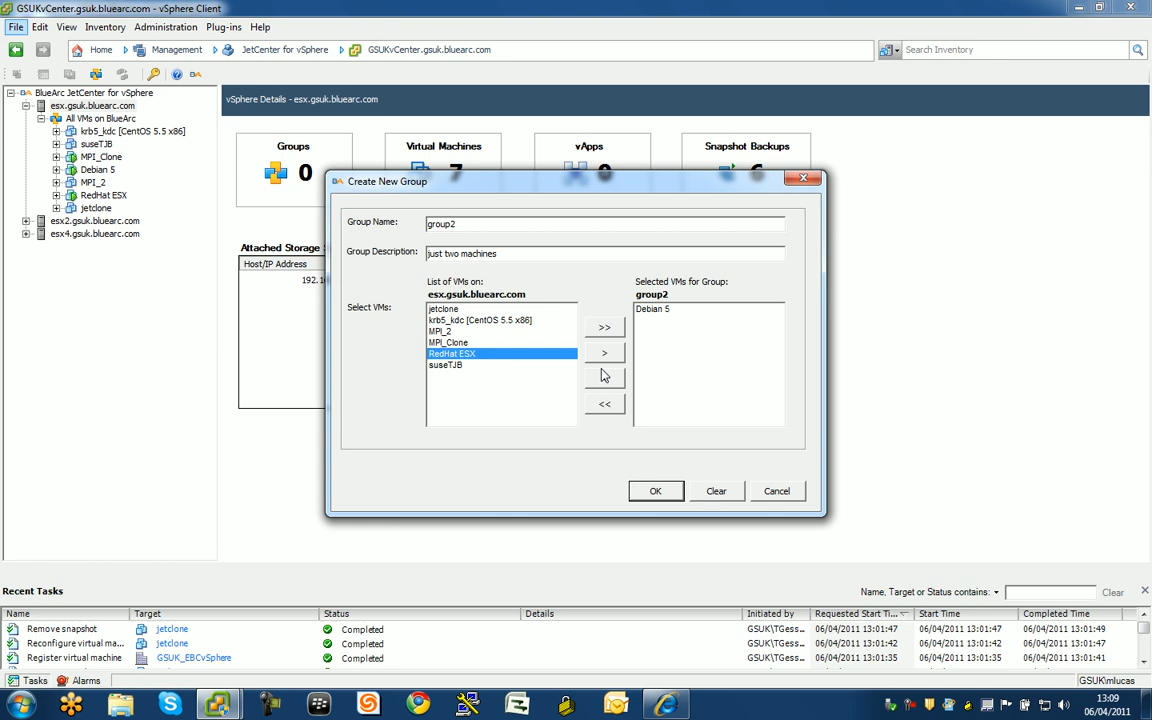 GSUKvCenter.gsuk.bluearc.com - vSphere Client
File Edit View Inventory Administration Plug-ins Help
Home Management JetCenter for vSphere GSUKvCenter.gsuk.bluearc.com Search Inventory
BlueArc JetCenter for vSphere
esx.gsuk.bluearc.com
All VMs on BlueArc
krb5_kdc [CentOS 5.5 x86]
suseTJB
MPI_Clone
Debian 5
MPI_2
RedHat ESX
jetclone
esx2.gsuk.bluearc.com
esx4.gsuk.bluearc.com
vSphere Details - esx.gsuk.bluearc.com
Groups Virtual Machines vApps Snapshot Backups
0 7 0 6
Attached Storage
Host/IP Address
192.1
Create New Group
Group Name: group2
Group Description: just two machines
List of VMs on: Selected VMs for Group:
esx.gsuk.bluearc.com group2
Select VMs:
jetclone
krb5_kdc [CentOS 5.5 x86]
MPI_2
MPI_Clone
RedHat ESX
suseTJB
>>
>
<<
Debian 5
OK Clear Cancel
Recent Tasks Name, Target or Status contains: Clear
Name Target Status Details Initiated by Requested Start Ti... Start Time Completed Time
Remove snapshot jetclone Completed GSUK\TGess... 06/04/2011 13:01:47 06/04/2011 13:01:47 06/04/2011 13:01:49
Reconfigure virtual ma... jetclone Completed GSUK\TGess... 06/04/2011 13:01:42 06/04/2011 13:01:42 06/04/2011 13:01:47
Register virtual machine GSUK_EBCvSphere Completed GSUK\TGess... 06/04/2011 13:01:35 06/04/2011 13:01:35 06/04/2011 13:01:41
Tasks Alarms GSUK\mlucas
13:09
06/04/2011